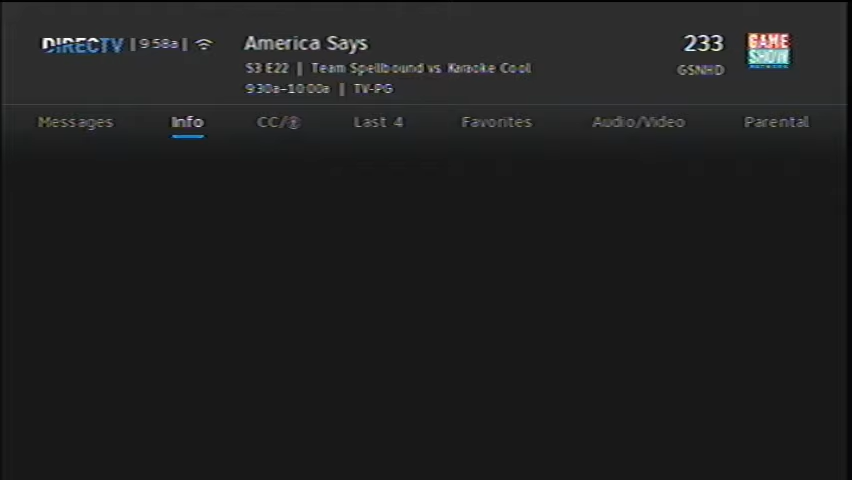 DIRECTV | 9:58a |
America Says
S3 E22 | Team Spellbound vs. Karaoke Cool
9:30a-10:00a | TV-PG
233
GSNHD
GAME
SHOW
NETWORK
Messages Info CC/ Last 4 Favorites Audio/Video Parental